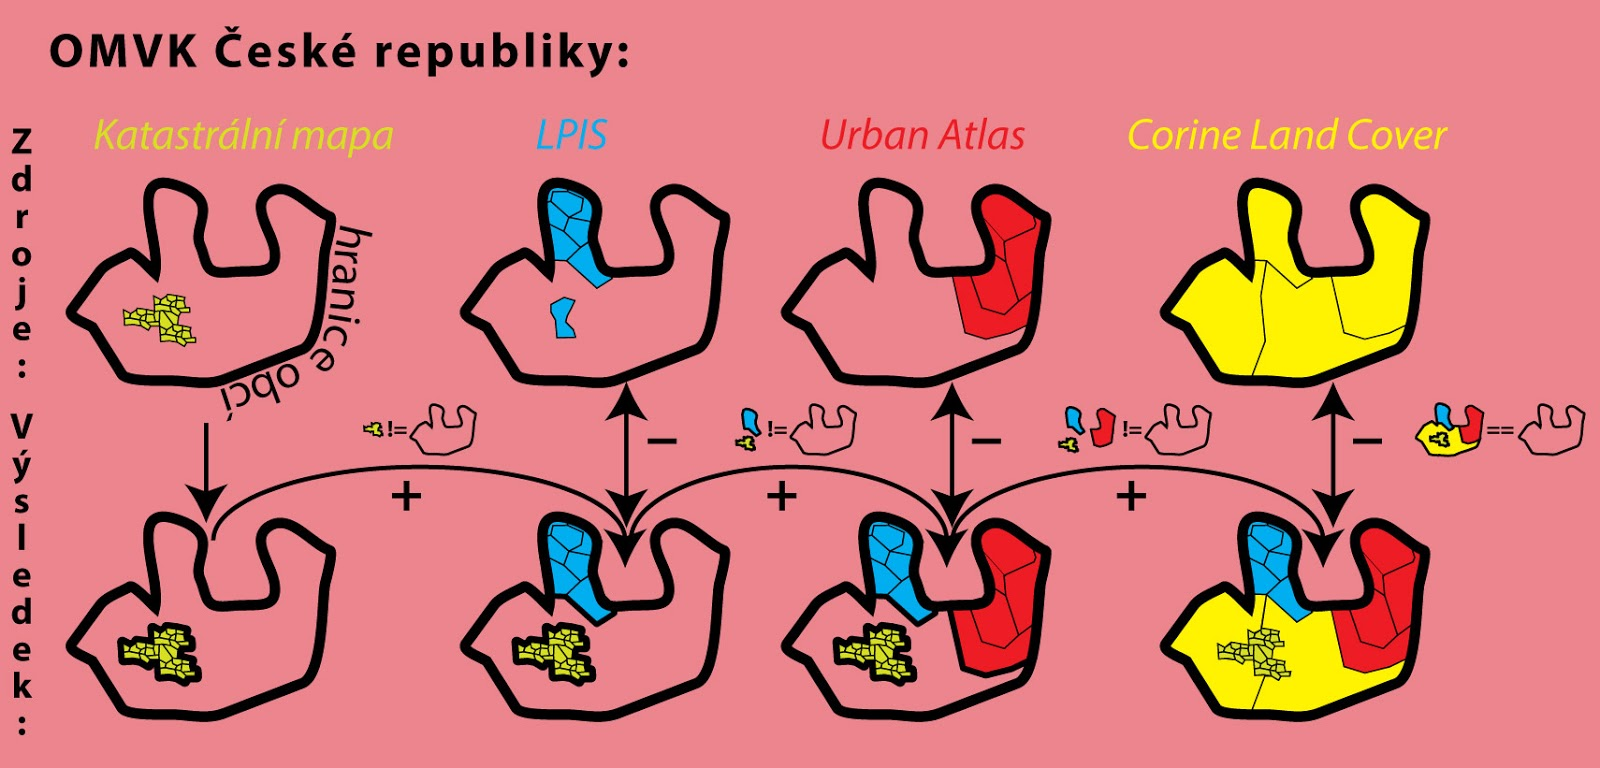 OMVK České republiky:
Zdroje:
Katastrální mapa
LPIS
Urban Atlas
Corine Land Cover
hranice obcí
!=
!=
!=
==
−
−
−
+
+
+
Výsledek: